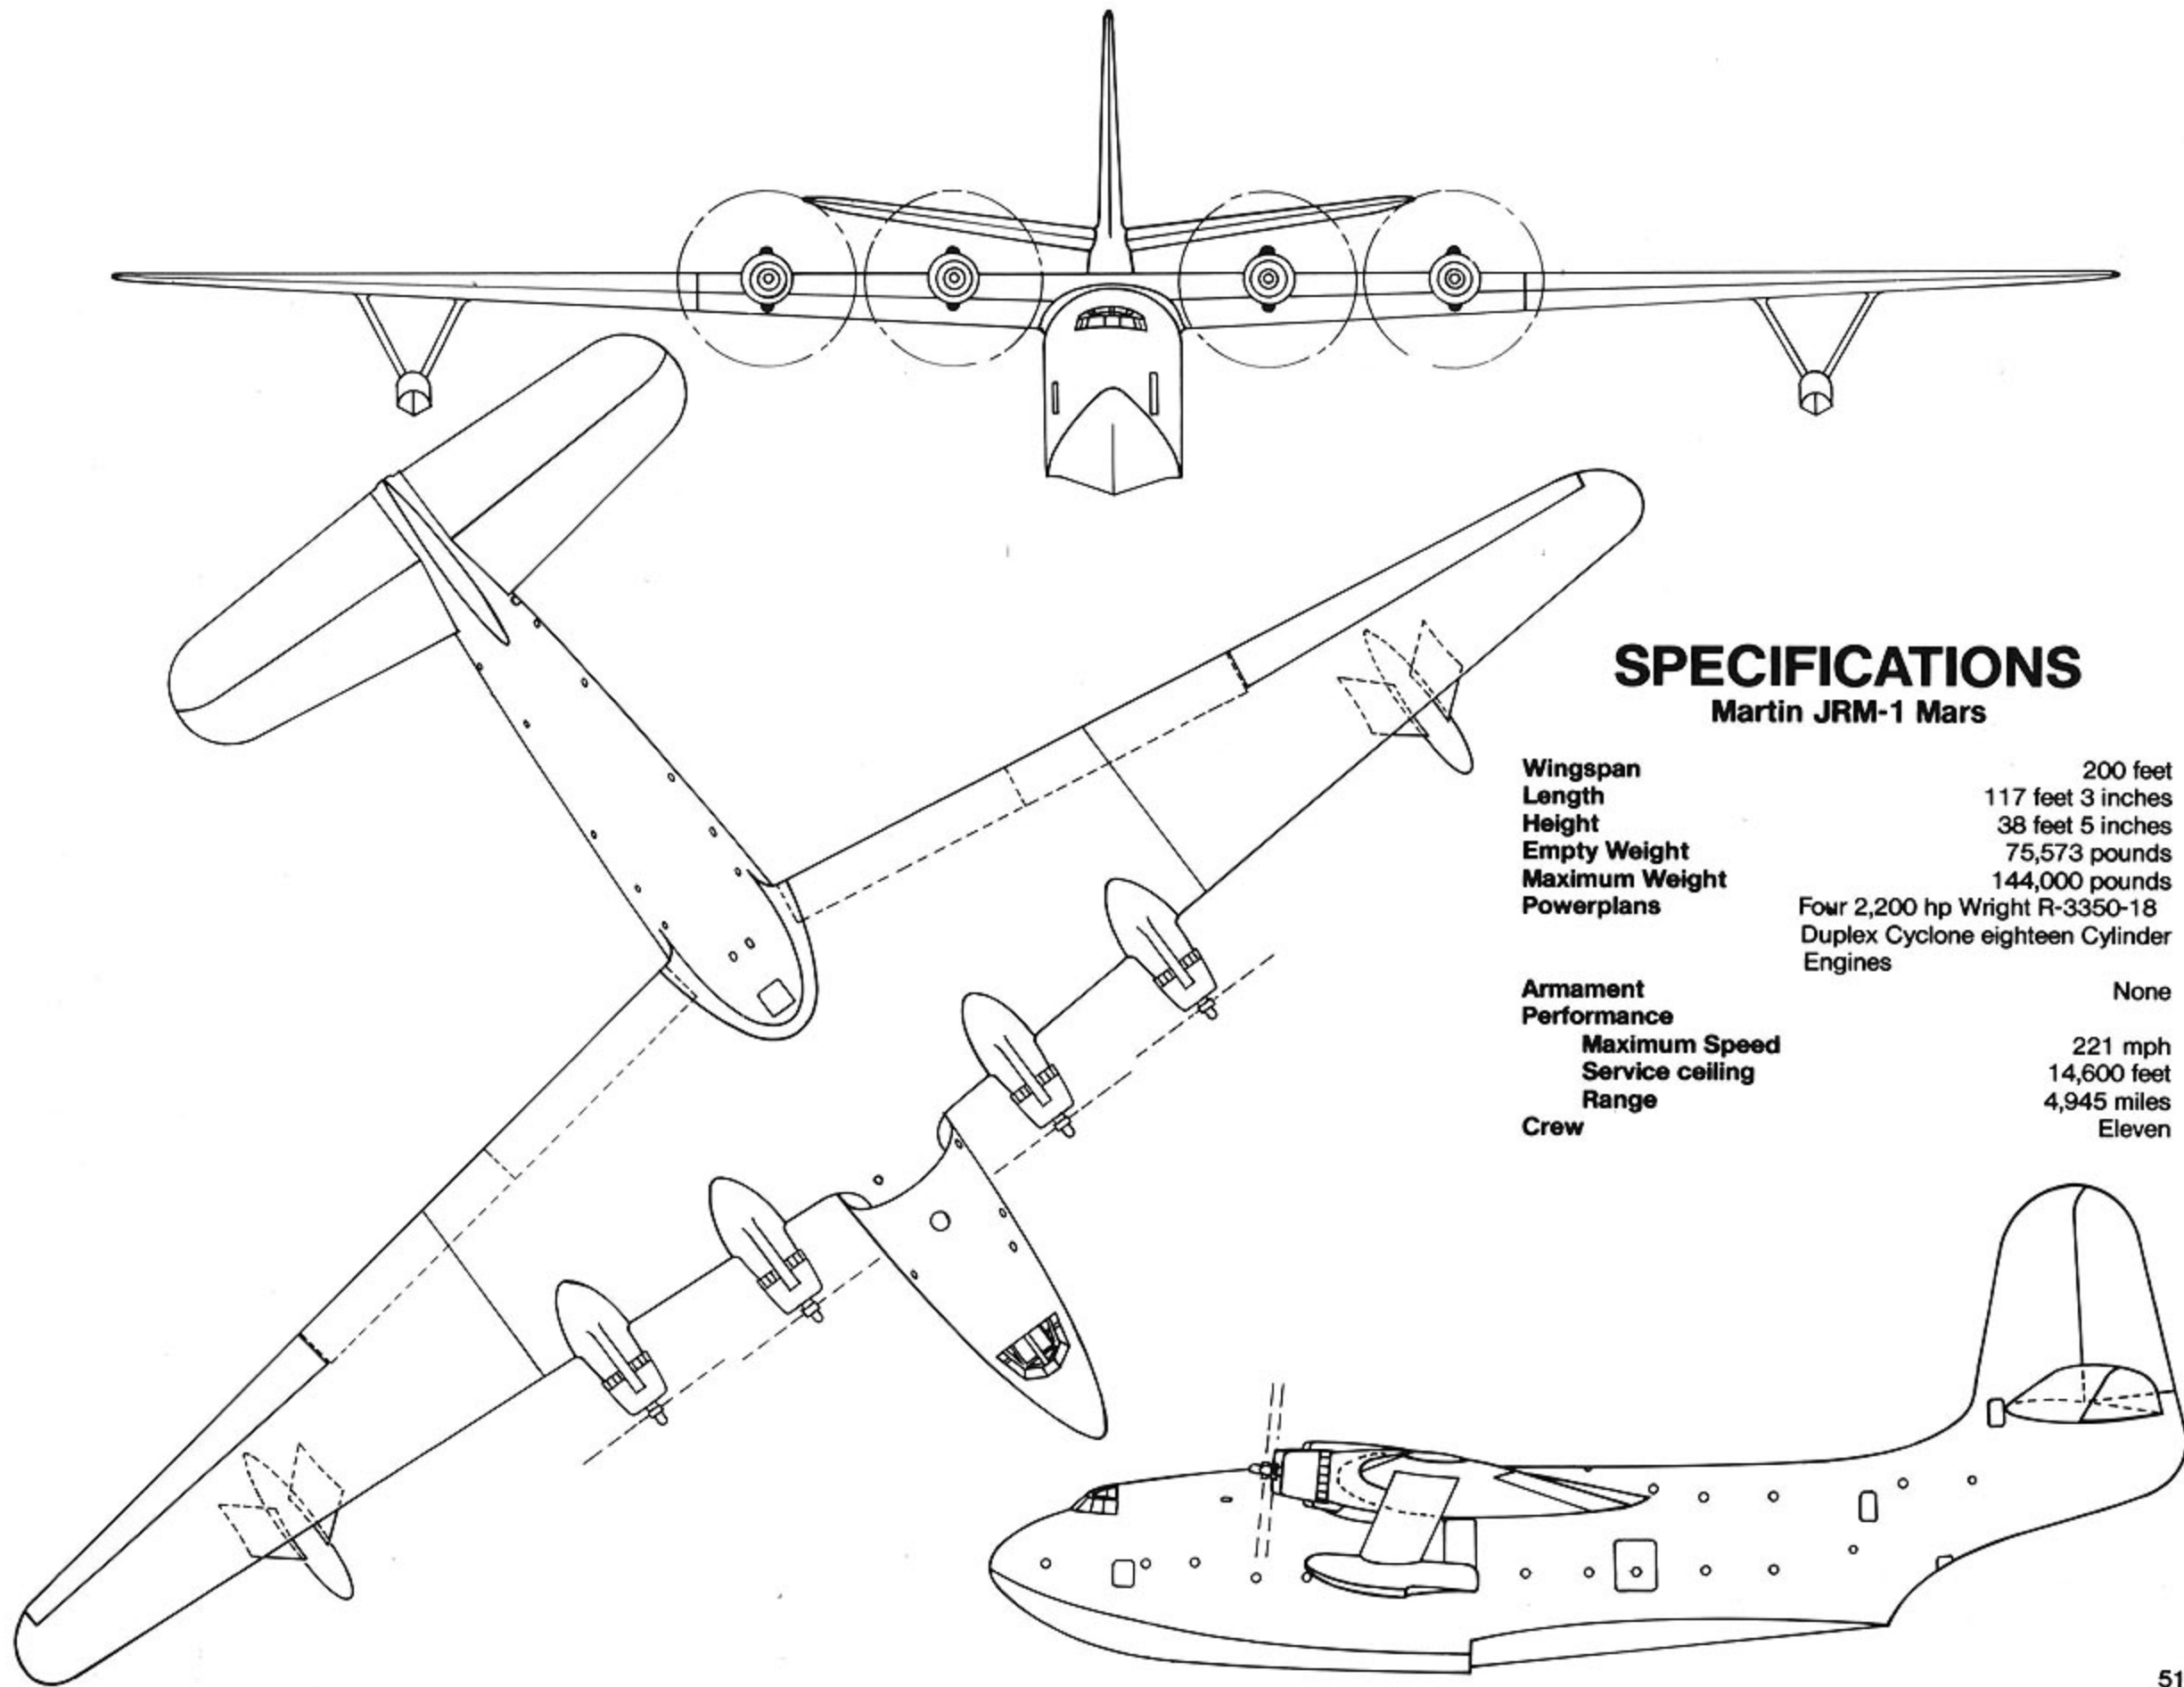 SPECIFICATIONS
Martin JRM-1 Mars
Wingspan 200 feet
Length 117 feet 3 inches
Height 38 feet 5 inches
Empty Weight 75,573 pounds
Maximum Weight 144,000 pounds
Powerplans Four 2,200 hp Wright R-3350-18
Duplex Cyclone eighteen Cylinder
Engines
Armament None
Performance
Maximum Speed 221 mph
Service ceiling 14,600 feet
Range 4,945 miles
Crew Eleven
51